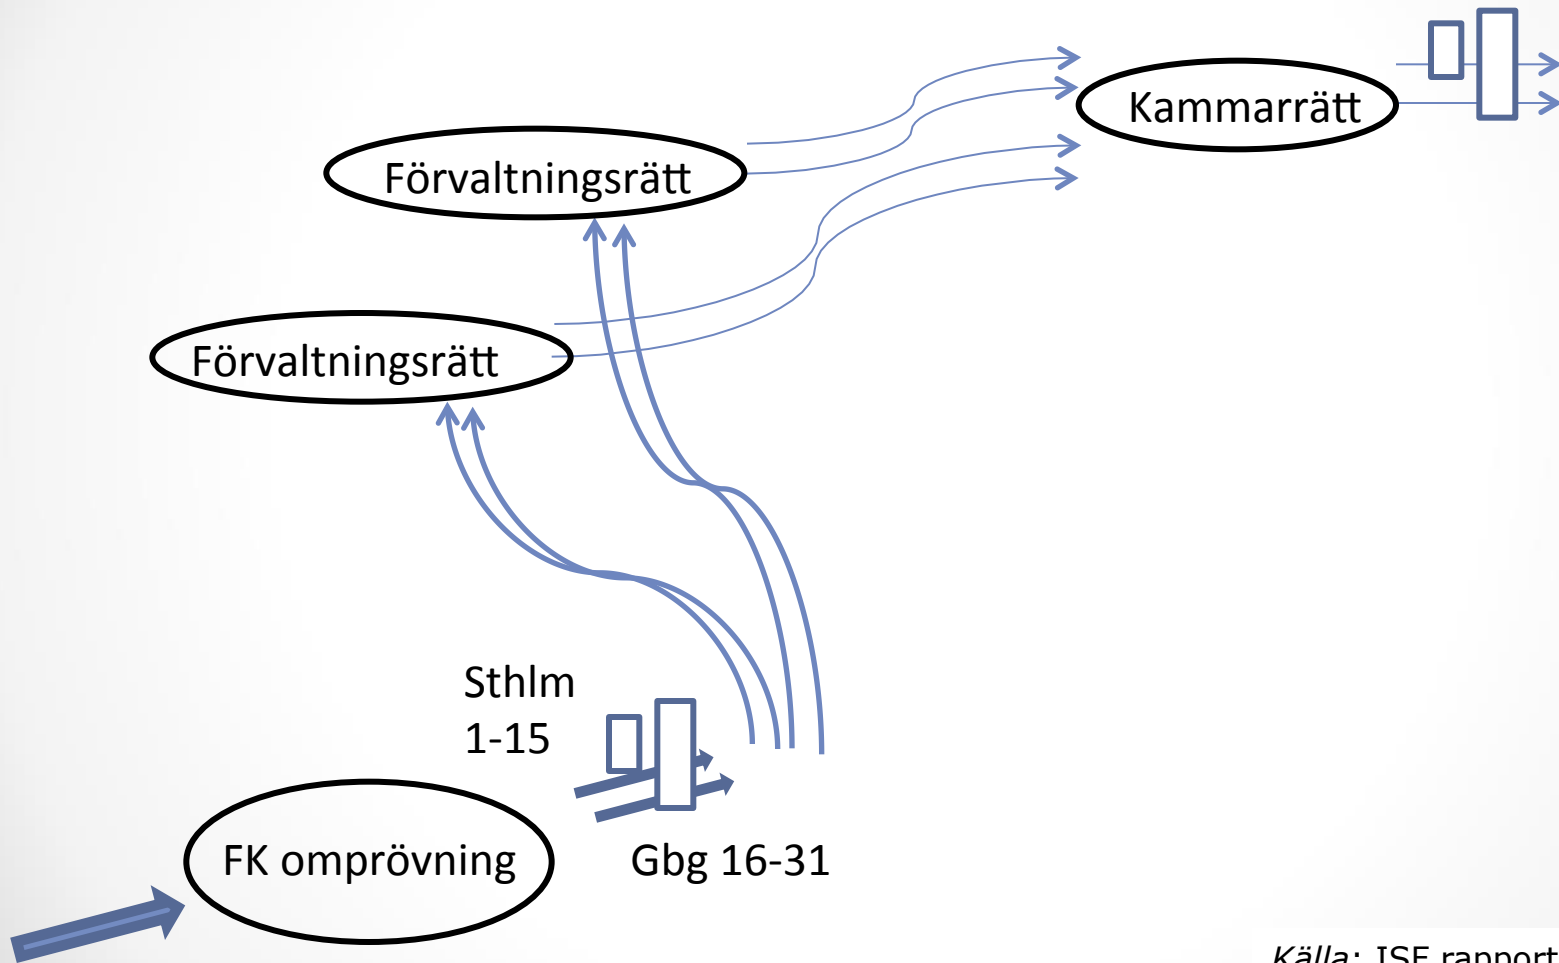 Kammarrätt
Förvaltningsrätt
Förvaltningsrätt
Sthlm
1-15
FK omprövning
Gbg 16-31
Källa: ISF rapport